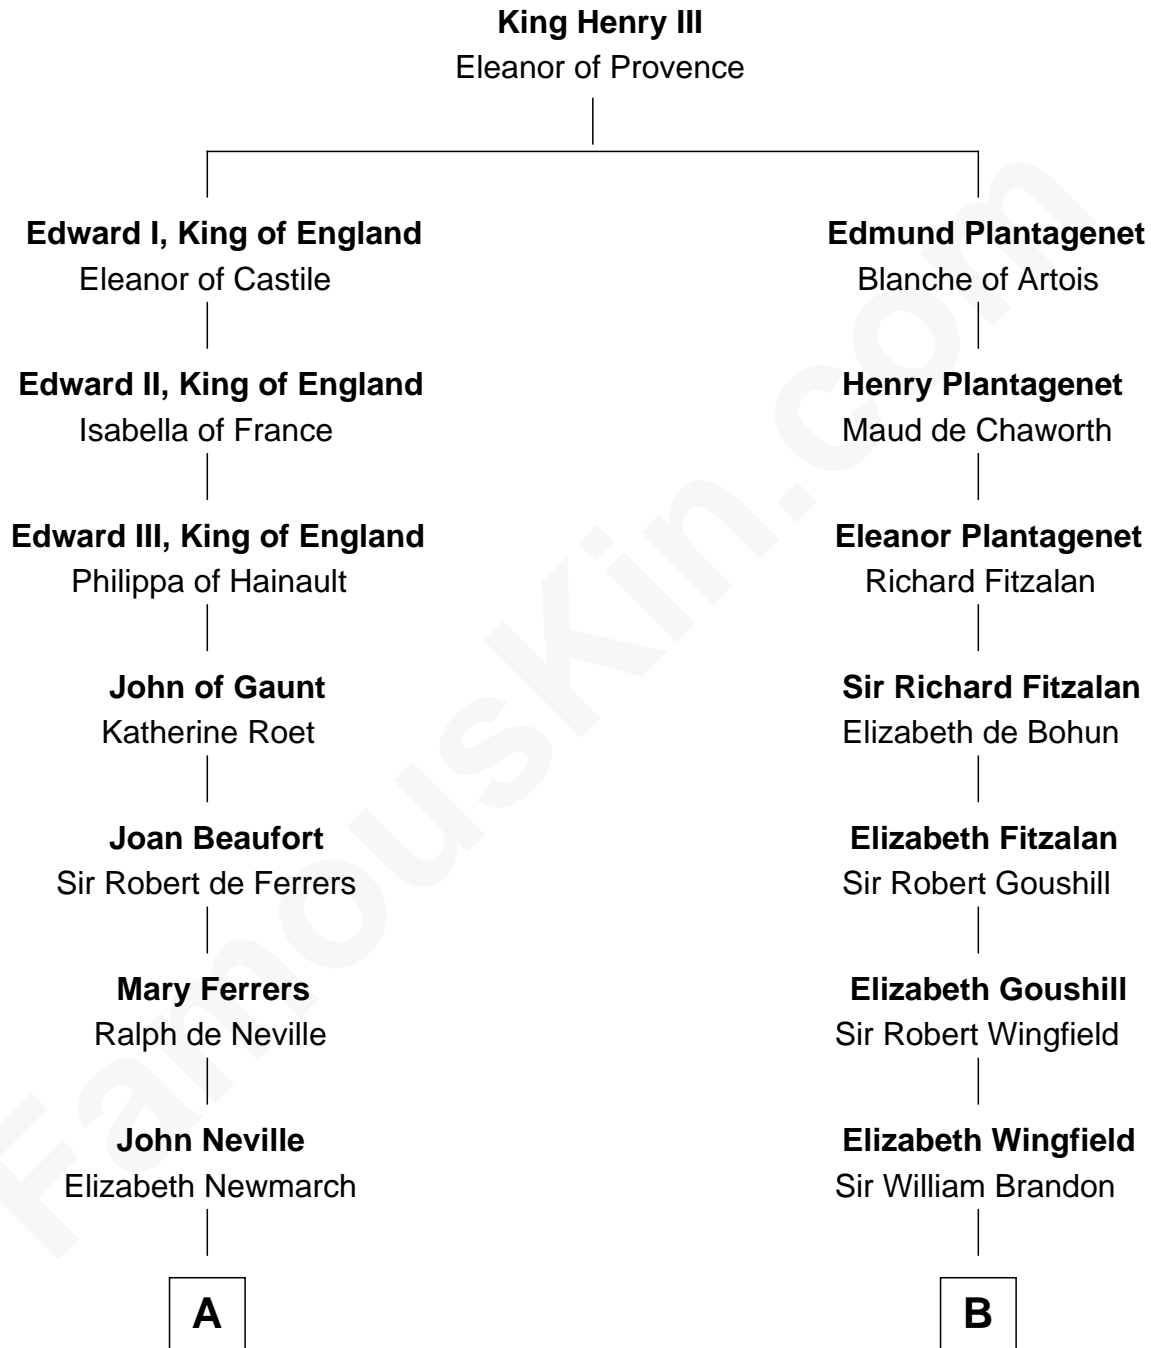 King Henry III
Eleanor of Provence
Edward I, King of England
Eleanor of Castile
Edmund Plantagenet
Blanche of Artois
Edward II, King of England
Isabella of France
Henry Plantagenet
Maud de Chaworth
Edward III, King of England
Philippa of Hainault
Eleanor Plantagenet
Richard Fitzalan
John of Gaunt
Katherine Roet
Sir Richard Fitzalan
Elizabeth de Bohun
Joan Beaufort
Sir Robert de Ferrers
Elizabeth Fitzalan
Sir Robert Goushill
Mary Ferrers
Ralph de Neville
Elizabeth Goushill
Sir Robert Wingfield
John Neville
Elizabeth Newmarch
Elizabeth Wingfield
Sir William Brandon
A
B
FamousKin.com